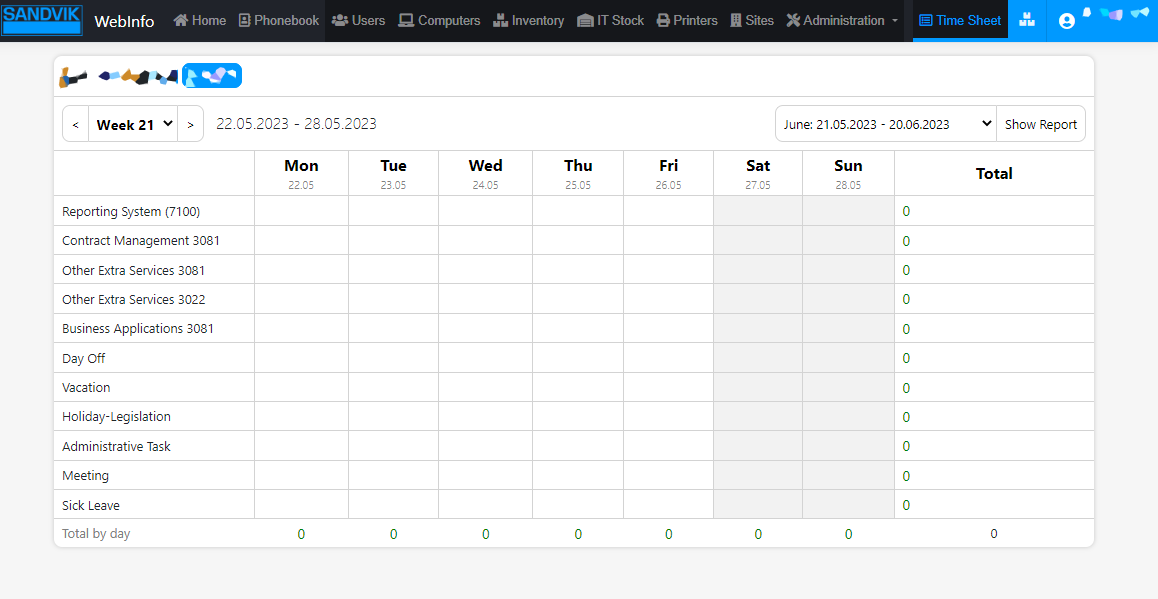 SANDVIK WebInfo Home Phonebook Users Computers Inventory IT Stock Printers Sites Administration Time Sheet
< Week 21 > 22.05.2023 - 28.05.2023 June: 21.05.2023 - 20.06.2023 Show Report
Mon Tue Wed Thu Fri Sat Sun Total
22.05 23.05 24.05 25.05 26.05 27.05 28.05
Reporting System (7100) 0
Contract Management 3081 0
Other Extra Services 3081 0
Other Extra Services 3022 0
Business Applications 3081 0
Day Off 0
Vacation 0
Holiday-Legislation 0
Administrative Task 0
Meeting 0
Sick Leave 0
Total by day 0 0 0 0 0 0 0 0